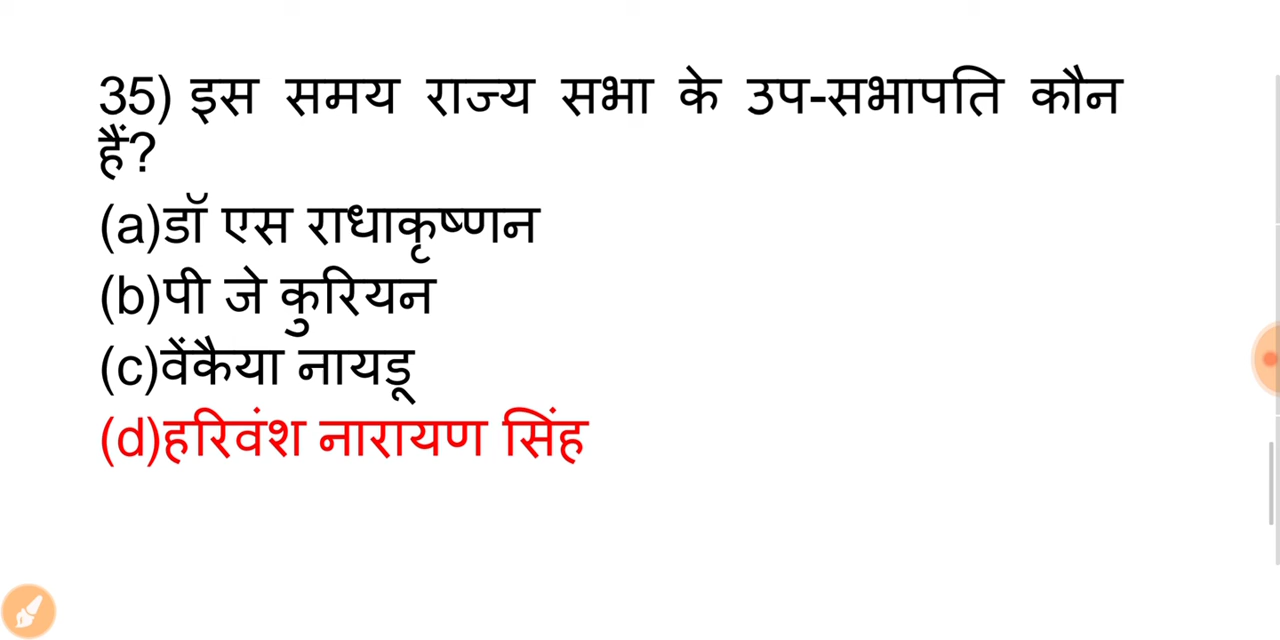 35) इस समय राज्य सभा के उप-सभापति कौन
हैं?
(a)डॉ एस राधाकृष्णन
(b)पी जे कुरियन
(c)वेंकैया नायडू
(d)हरिवंश नारायण सिंह